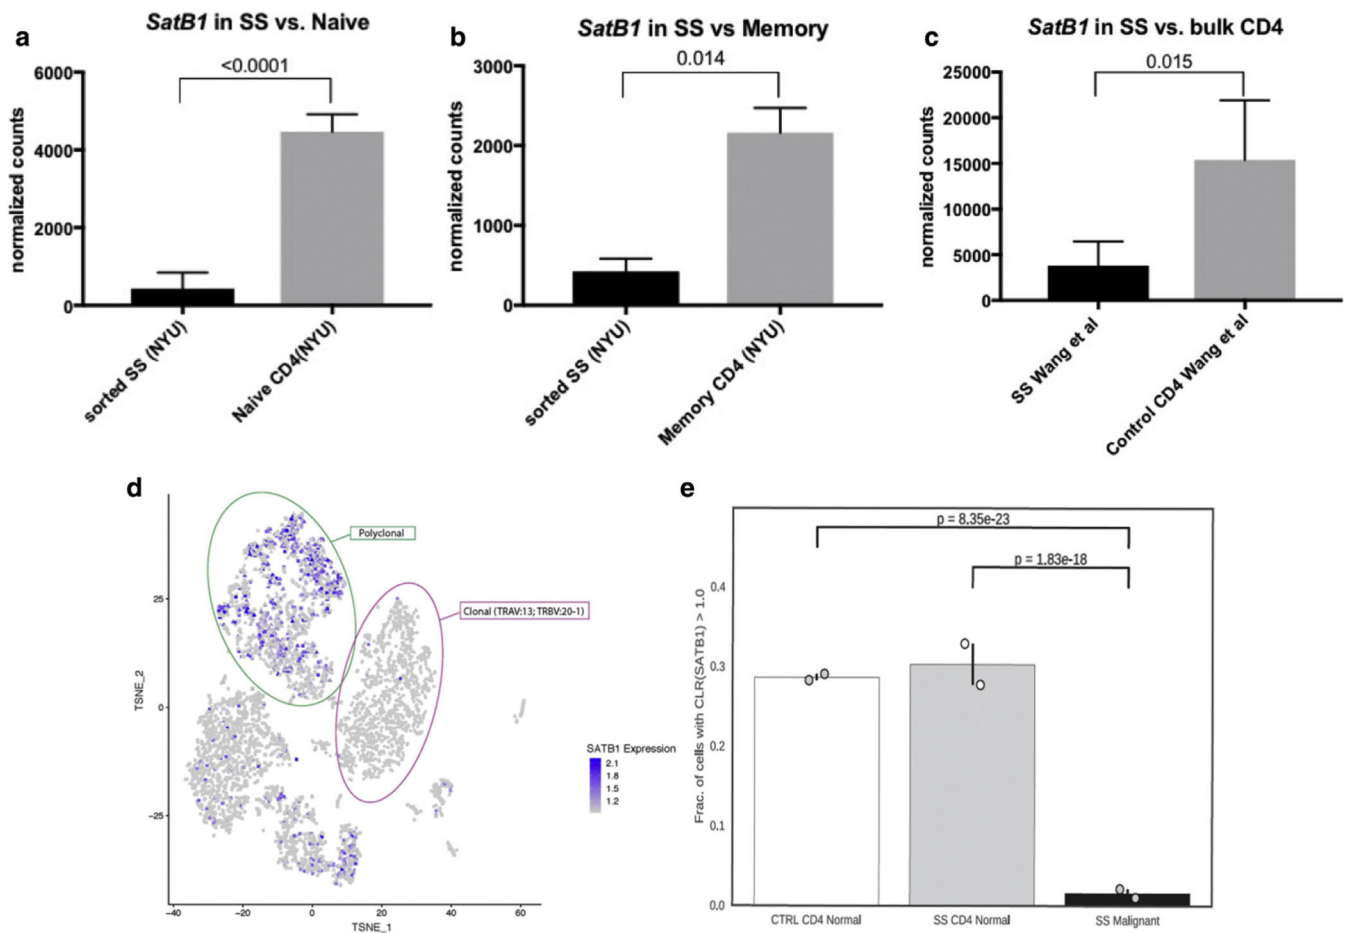 a
SatB1 in SS vs. Naive
<0.0001
6000
4000
2000
0
normalized counts
sorted SS (NYU)
Naive CD4(NYU)
b
SatB1 in SS vs Memory
0.014
3000
2000
1000
0
normalized counts
sorted SS (NYU)
Memory CD4 (NYU)
c
SatB1 in SS vs. bulk CD4
0.015
25000
20000
15000
10000
5000
0
normalized counts
SS Wang et al
Control CD4 Wang et al
d
Polyclonal
Clonal (TRAV:13; TRBV:20-1)
25
0
−25
TSNE_2
−40
−20
0
20
40
60
TSNE_1
SATB1 Expression
2.1
1.8
1.5
1.2
e
p = 8.35e-23
p = 1.83e-18
0.4
0.3
0.2
0.1
0.0
Frac. of cells with CLR(SATB1) > 1.0
CTRL CD4 Normal
SS CD4 Normal
SS Malignant